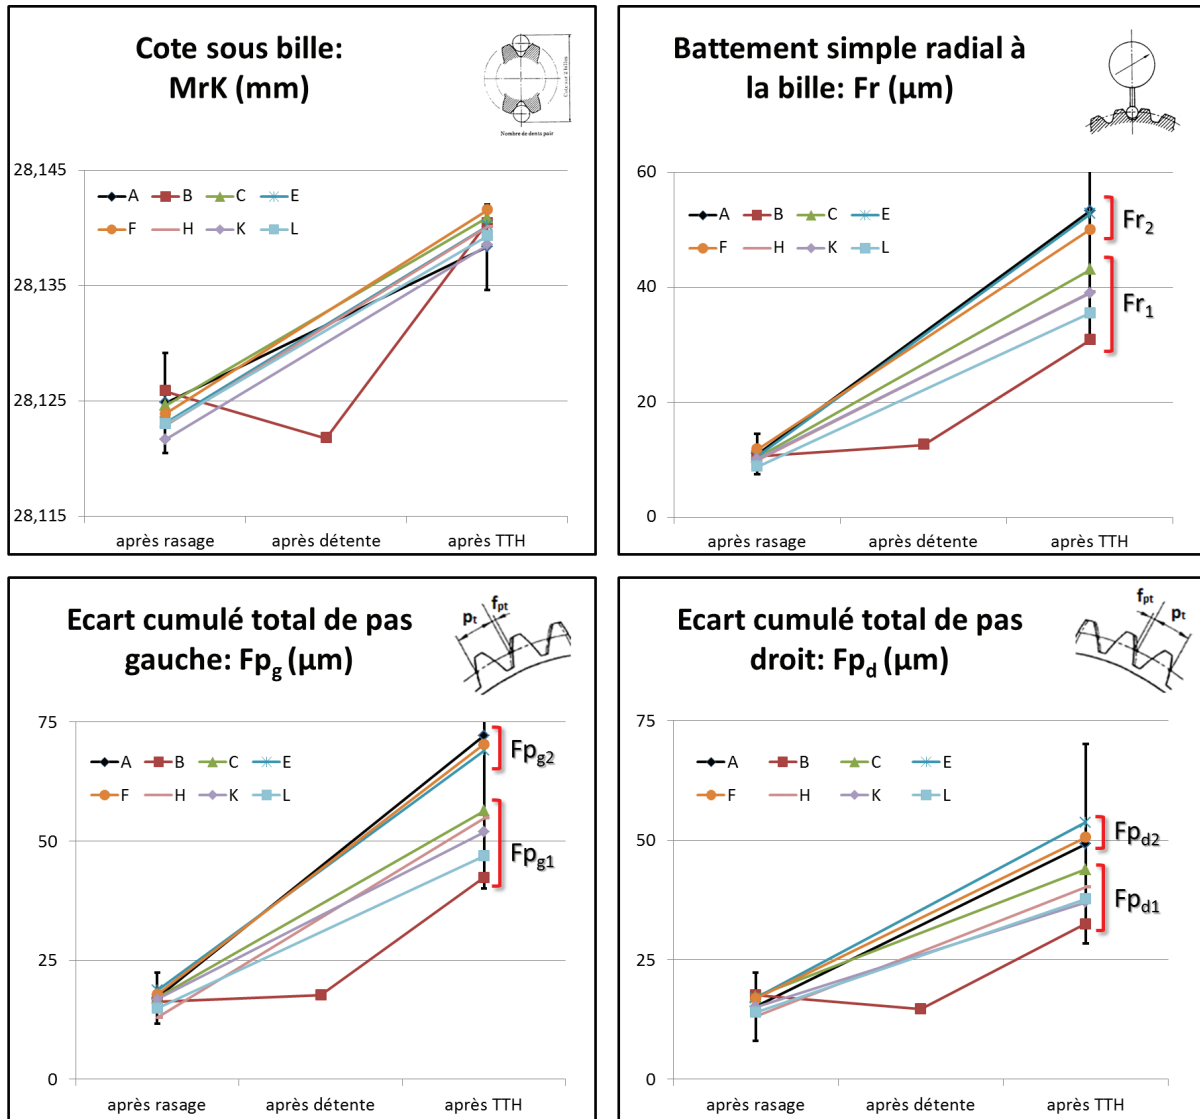 Cote sous bille:
MrK (mm)
Cote sur 2 billes
Nombre de dents pair
28,145
28,135
28,125
28,115
A B C E
F H K L
après rasage après détente après TTH
Battement simple radial à
la bille: Fr (µm)
60
40
20
0
A B C E
F H K L
Fr2
Fr1
après rasage après détente après TTH
Ecart cumulé total de pas
gauche: Fpg (µm)
pt fpt
75
50
25
0
A B C E
F H K L
Fpg2
Fpg1
après rasage après détente après TTH
Ecart cumulé total de pas
droit: Fpd (µm)
fpt pt
75
50
25
0
A B C E
F H K L
Fpd2
Fpd1
après rasage après détente après TTH